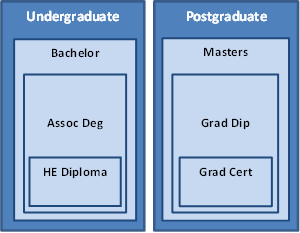 Undergraduate
Bachelor
Assoc Deg
HE Diploma
Postgraduate
Masters
Grad Dip
Grad Cert